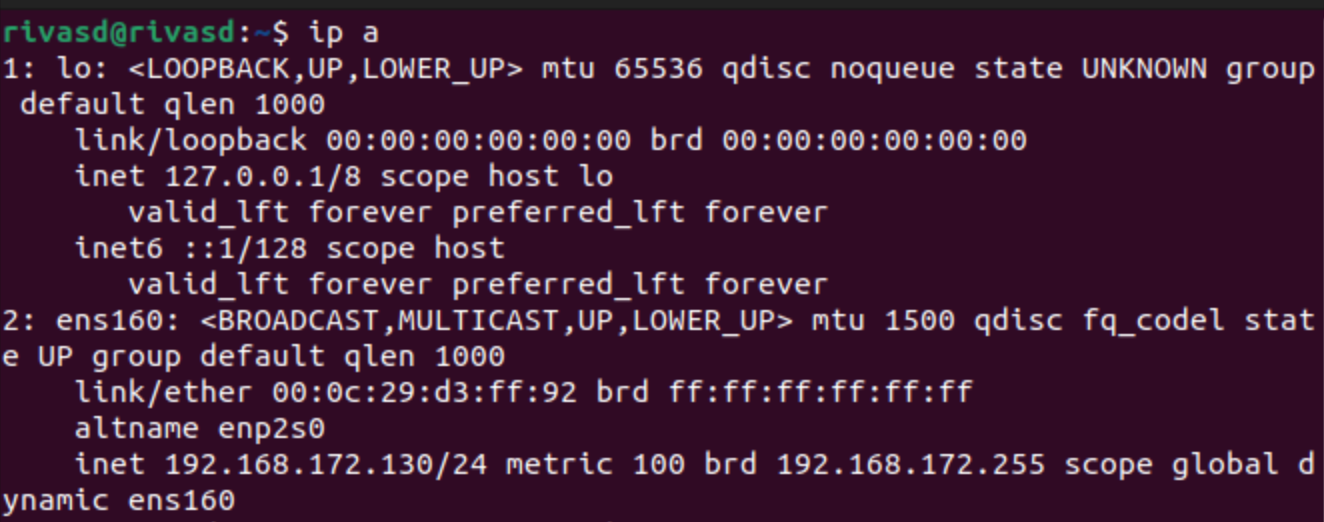 rivasd@rivasd:~$ ip a
1: lo: <LOOPBACK,UP,LOWER_UP> mtu 65536 qdisc noqueue state UNKNOWN group
 default qlen 1000
    link/loopback 00:00:00:00:00:00 brd 00:00:00:00:00:00
    inet 127.0.0.1/8 scope host lo
       valid_lft forever preferred_lft forever
    inet6 ::1/128 scope host
       valid_lft forever preferred_lft forever
2: ens160: <BROADCAST,MULTICAST,UP,LOWER_UP> mtu 1500 qdisc fq_codel stat
e UP group default qlen 1000
    link/ether 00:0c:29:d3:ff:92 brd ff:ff:ff:ff:ff:ff
    altname enp2s0
    inet 192.168.172.130/24 metric 100 brd 192.168.172.255 scope global d
ynamic ens160